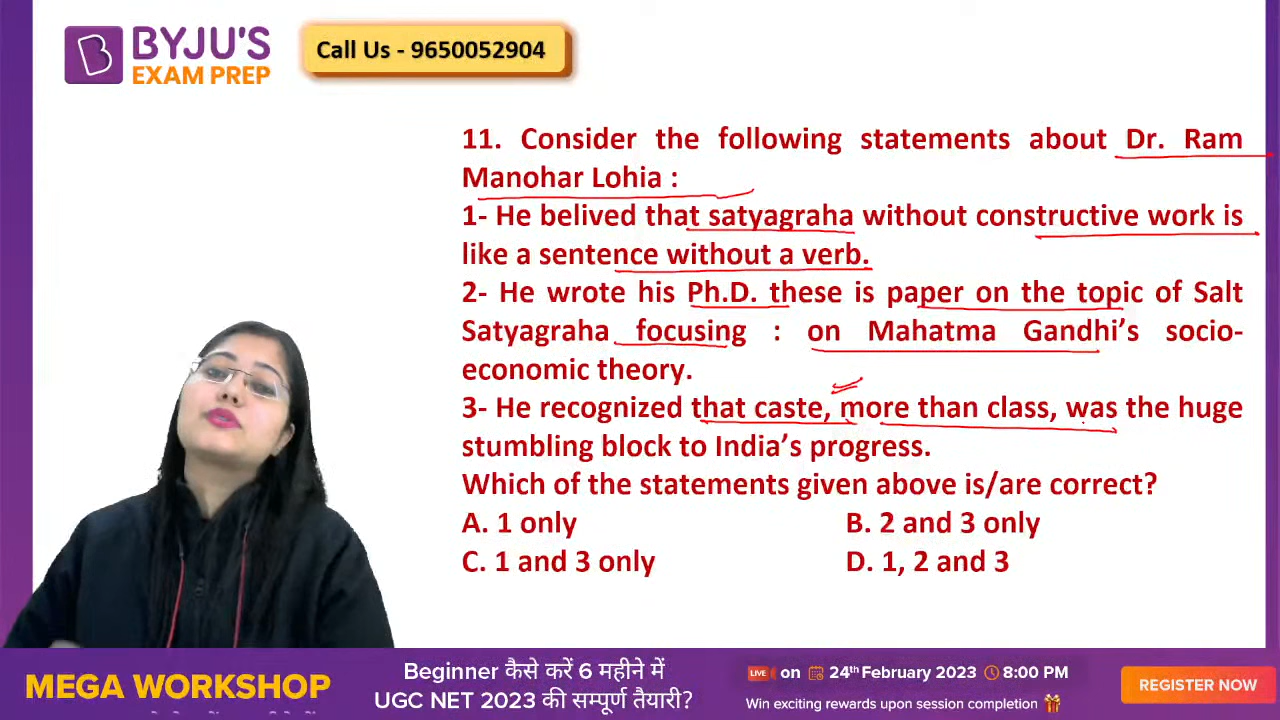 BYJU'S
EXAM PREP
Call Us - 9650052904
11. Consider the following statements about Dr. Ram
Manohar Lohia :
1- He belived that satyagraha without constructive work is
like a sentence without a verb.
2- He wrote his Ph.D. these is paper on the topic of Salt
Satyagraha focusing : on Mahatma Gandhi's socio-
economic theory.
3- He recognized that caste, more than class, was the huge
stumbling block to India's progress.
Which of the statements given above is/are correct?
A. 1 only
B. 2 and 3 only
C. 1 and 3 only
D. 1, 2 and 3
MEGA WORKSHOP
Beginner कैसे करें 6 महीने में
UGC NET 2023 की सम्पूर्ण तैयारी?
LIVE on 24th February 2023 8:00 PM
Win exciting rewards upon session completion
REGISTER NOW